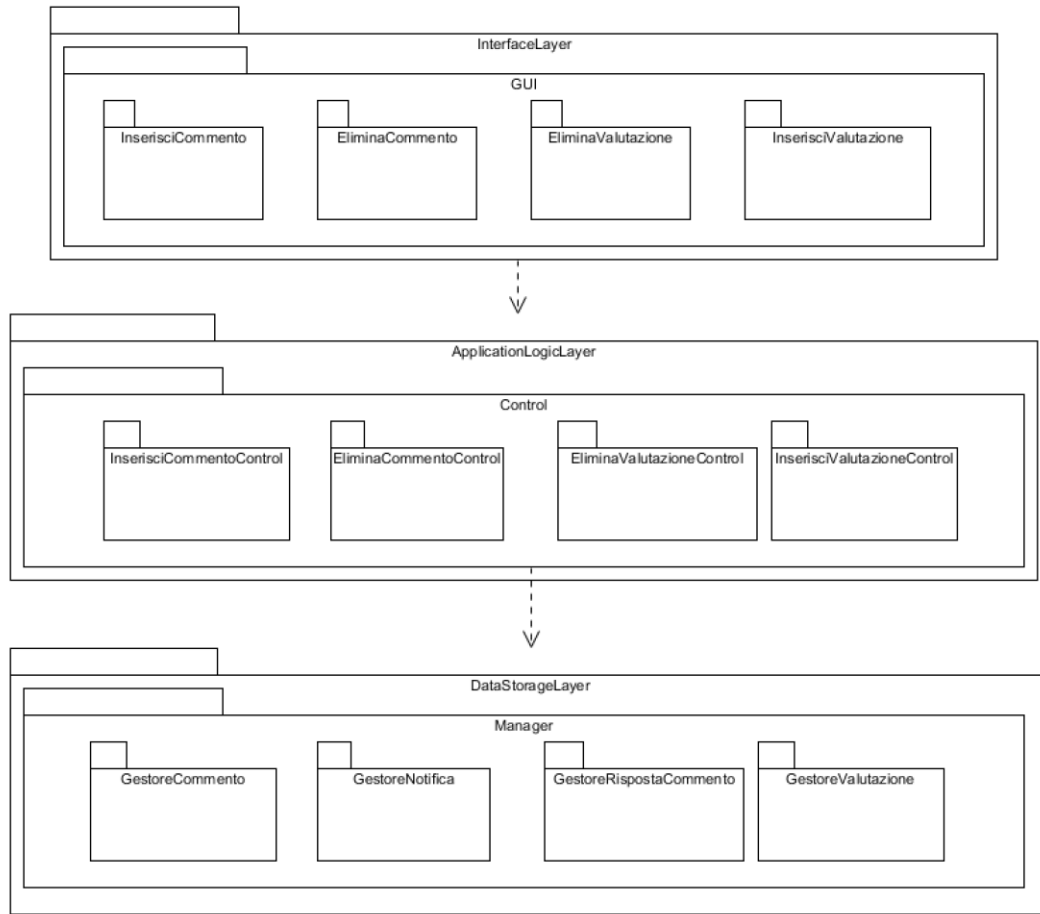 InterfaceLayer
GUI
InserisciCommento
EliminaCommento
EliminaValutazione
InserisciValutazione
ApplicationLogicLayer
Control
InserisciCommentoControl
EliminaCommentoControl
EliminaValutazioneControl
InserisciValutazioneControl
DataStorageLayer
Manager
GestoreCommento
GestoreNotifica
GestoreRispostaCommento
GestoreValutazione